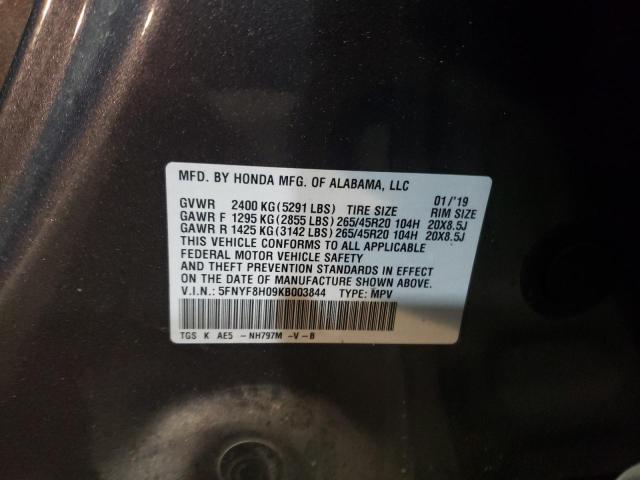 MFD. BY HONDA MFG. OF ALABAMA, LLC
GVWR 2400 KG(5291 LBS) TIRE SIZE 01/'19 RIM SIZE
GAWR F 1295 KG(2855 LBS) 265/45R20 104H 20X8.5J
GAWR R 1425 KG(3142 LBS) 265/45R20 104H 20X8.5J
THIS VEHICLE CONFORMS TO ALL APPLICABLE
FEDERAL MOTOR VEHICLE SAFETY
AND THEFT PREVENTION STANDARDS IN EFFECT
ON THE DATE OF MANUFACTURE SHOWN ABOVE.
V.I.N.: 5FNYF8H09KB003844 TYPE: MPV
TGS K AE5 -NH797M -V-B